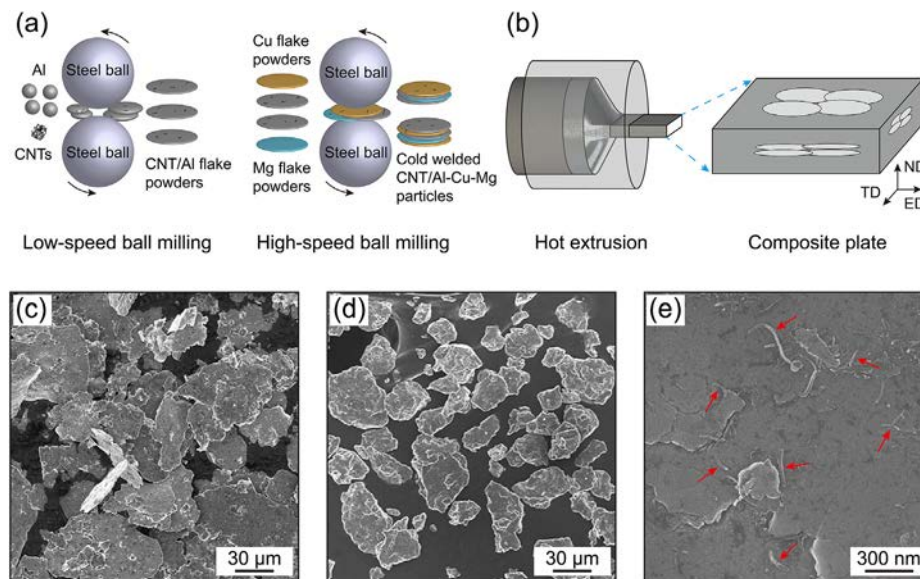 (a)
Al
CNTs
Steel ball
Steel ball
CNT/Al flake
powders
Low-speed ball milling
Cu flake
powders
Mg flake
powders
Steel ball
Steel ball
Cold welded
CNT/Al-Cu-Mg
particles
High-speed ball milling
(b)
Hot extrusion
ND
TD
ED
Composite plate
(c)
30 μm
(d)
30 μm
(e)
300 nm